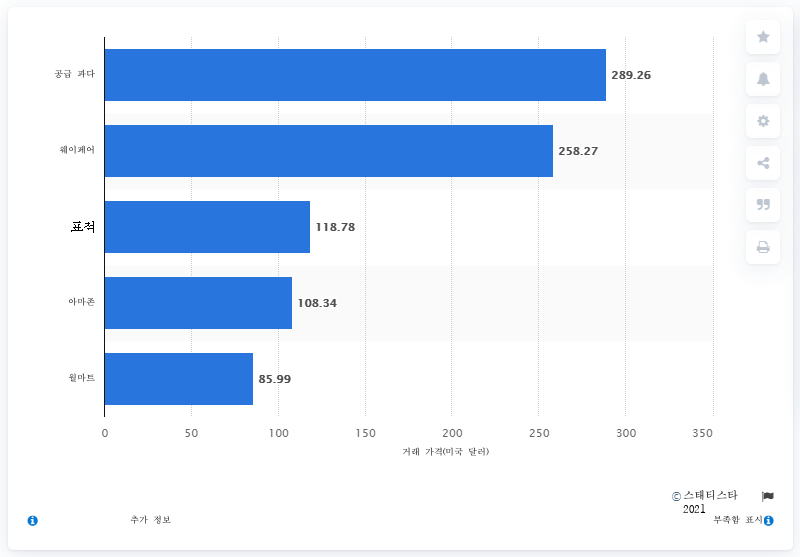 공급 과다
289.26
웨이페어
258.27
표적
118.78
아마존
108.34
월마트
85.99
0 50 100 150 200 250 300 350
거래 가격(미국 달러)
© 스태티스타
2021
추가 정보
부족함 표시